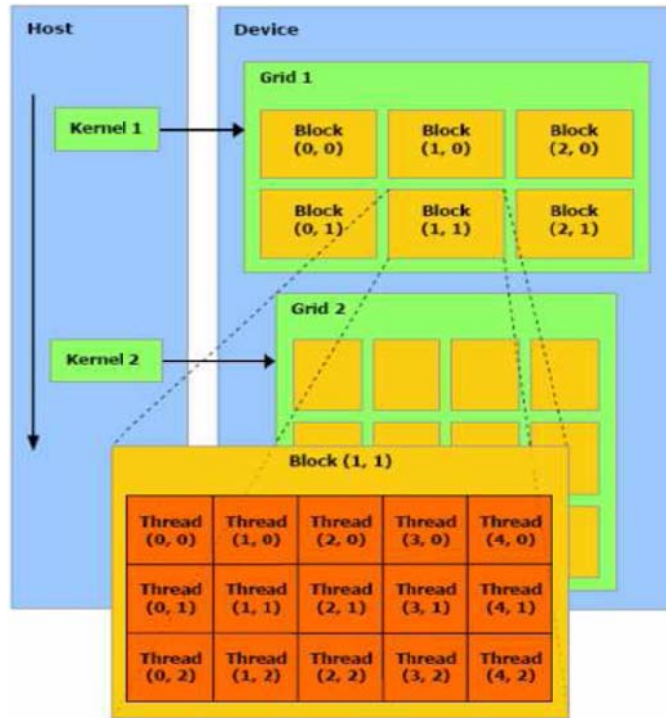 Host
Device
Grid 1
Kernel 1
Block
(0, 0)
Block
(1, 0)
Block
(2, 0)
Block
(0, 1)
Block
(1, 1)
Block
(2, 1)
Grid 2
Kernel 2
Block (1, 1)
Thread
(0, 0)
Thread
(1, 0)
Thread
(2, 0)
Thread
(3, 0)
Thread
(4, 0)
Thread
(0, 1)
Thread
(1, 1)
Thread
(2, 1)
Thread
(3, 1)
Thread
(4, 1)
Thread
(0, 2)
Thread
(1, 2)
Thread
(2, 2)
Thread
(3, 2)
Thread
(4, 2)